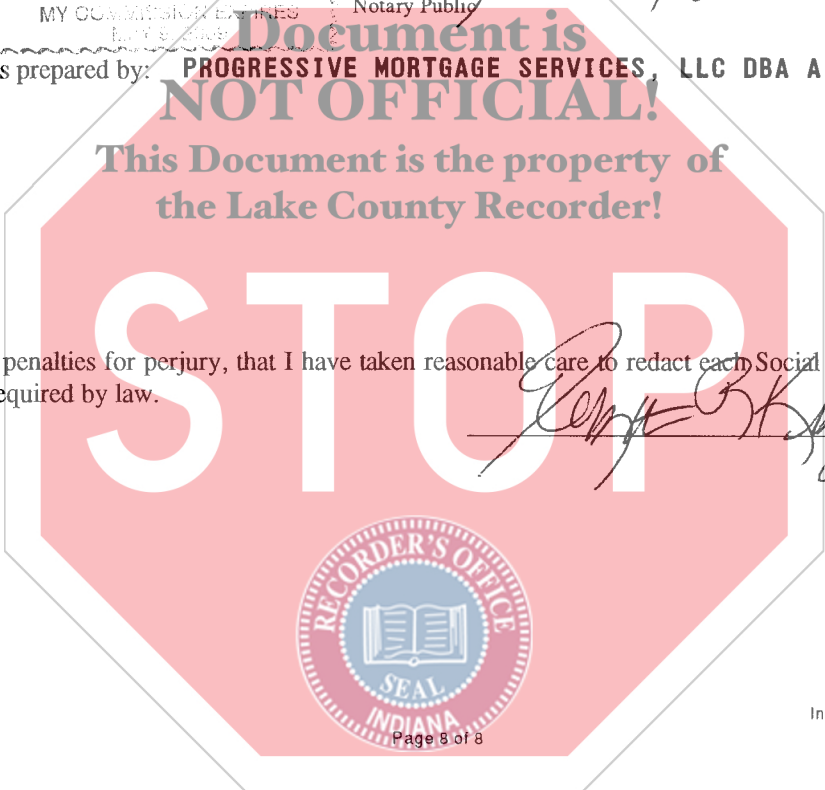 MY COMMISSION EXPIRES
Notary Public
Document is
s prepared by: PROGRESSIVE MORTGAGE SERVICES, LLC DBA A
NOT OFFICIAL!
This Document is the property of
the Lake County Recorder!
STOP
penalties for perjury, that I have taken reasonable care to redact each Social
equired by law.
RECORDER'S OFFICE
SEAL
INDIANA
In
Page 8 of 8